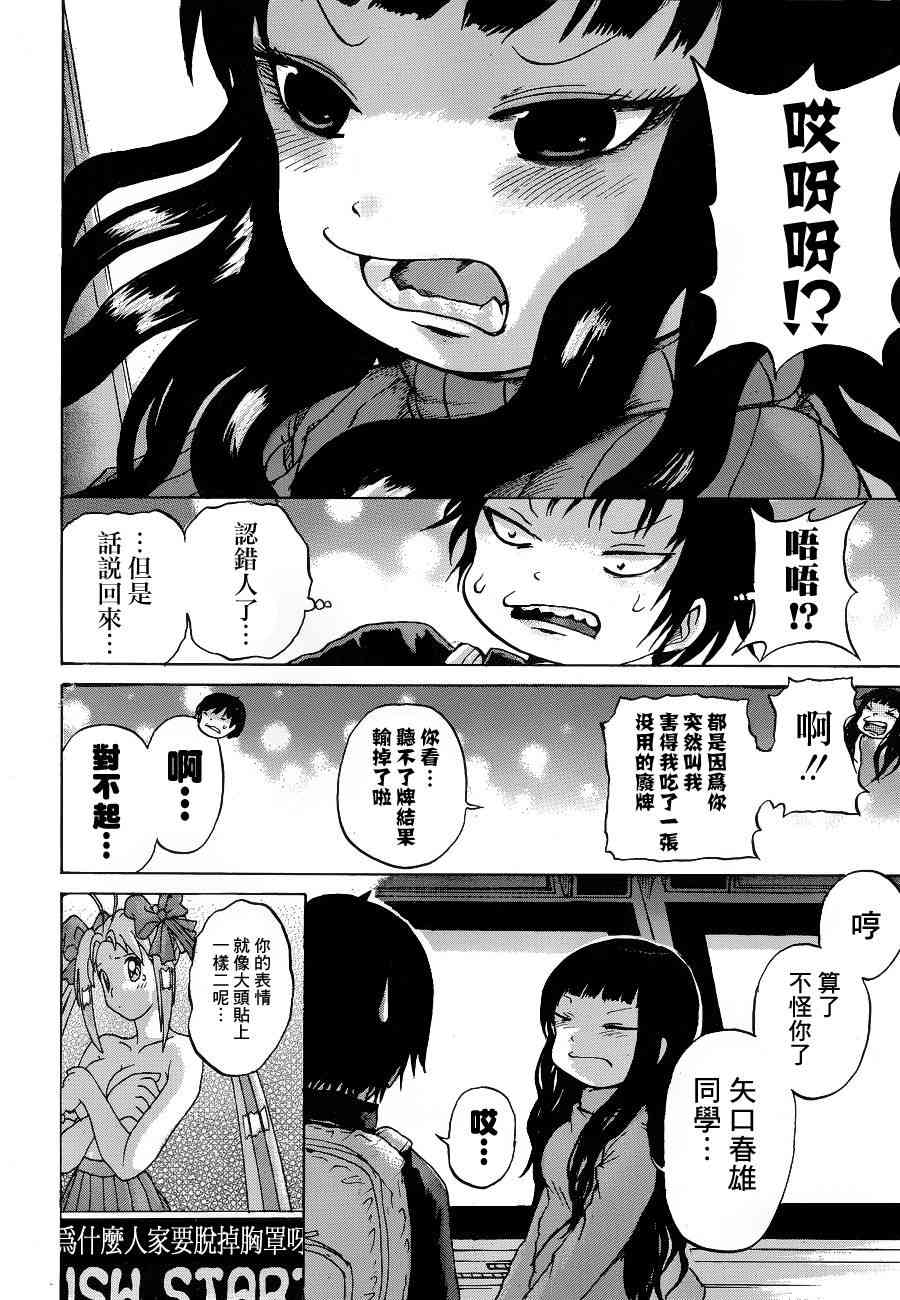 哎呀呀!?
唔唔!?
認錯人了…
…但是
話説回來…
啊!!
都是因爲你
突然叫我
害得我吃了一張
没用的廢牌
你看…
聽不了牌結果
輸掉了啦
啊…
對不起…
哼
算了
不怪你了
矢口春雄
同學…
哎…
你的表情
就像大頭貼上
一樣二呢…
爲什麼人家要脫掉胸罩呀
USH START